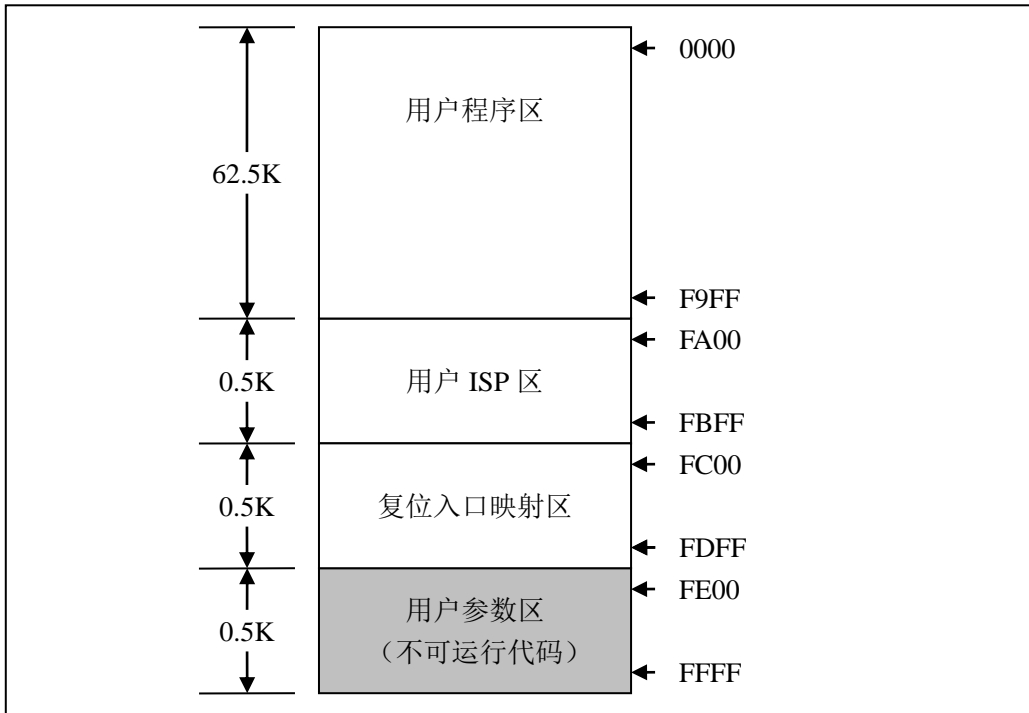 0000
用户程序区
62.5K
F9FF
FA00
用户 ISP 区
0.5K
FBFF
FC00
复位入口映射区
0.5K
FDFF
FE00
用户参数区
0.5K
（不可运行代码）
FFFF